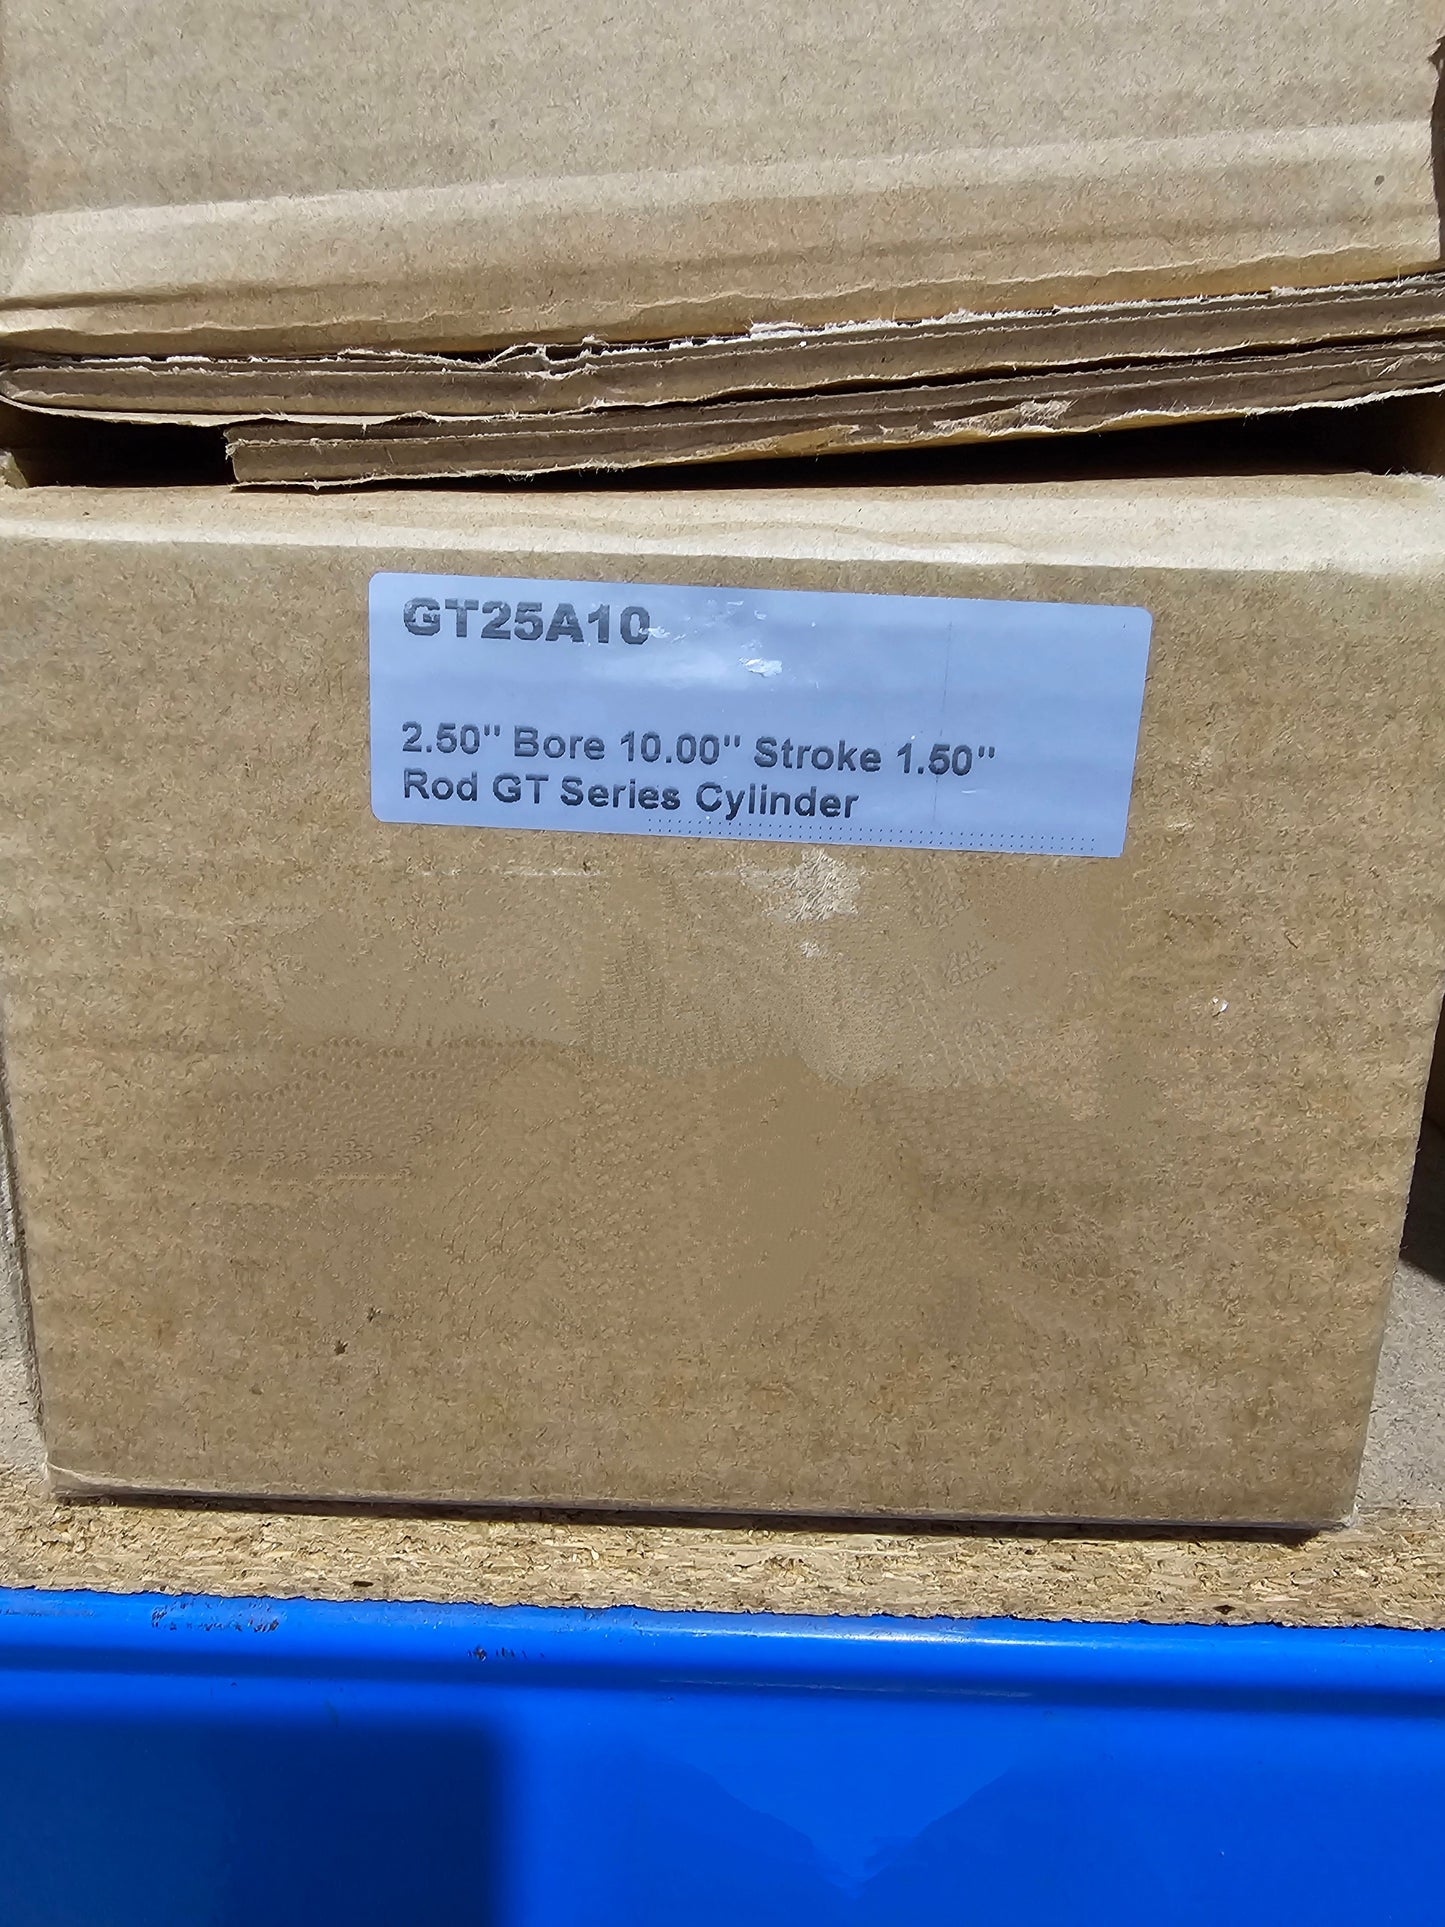 GT25A10
2.50" Bore 10.00" Stroke 1.50"
Rod GT Series Cylinder